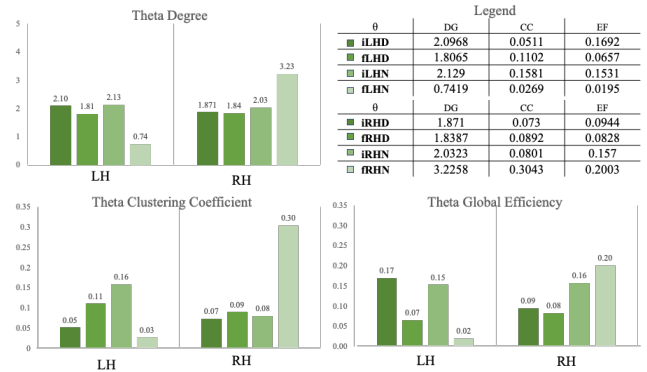 Theta Degree
5
4
3
2
1
0
2.10
1.81
2.13
0.74
1.871
1.84
2.03
3.23
LH
RH
Legend
θ DG CC EF
iLHD 2.0968 0.0511 0.1692
fLHD 1.8065 0.1102 0.0657
iLHN 2.129 0.1581 0.1531
fLHN 0.7419 0.0269 0.0195
θ DG CC EF
iRHD 1.871 0.073 0.0944
fRHD 1.8387 0.0892 0.0828
iRHN 2.0323 0.0801 0.157
fRHN 3.2258 0.3043 0.2003
Theta Clustering Coefficient
0.35
0.3
0.25
0.2
0.15
0.1
0.05
0
0.05
0.11
0.16
0.03
0.07
0.09
0.08
0.30
LH
RH
Theta Global Efficiency
0.35
0.30
0.25
0.20
0.15
0.10
0.05
0.00
0.17
0.07
0.15
0.02
0.09
0.08
0.16
0.20
LH
RH